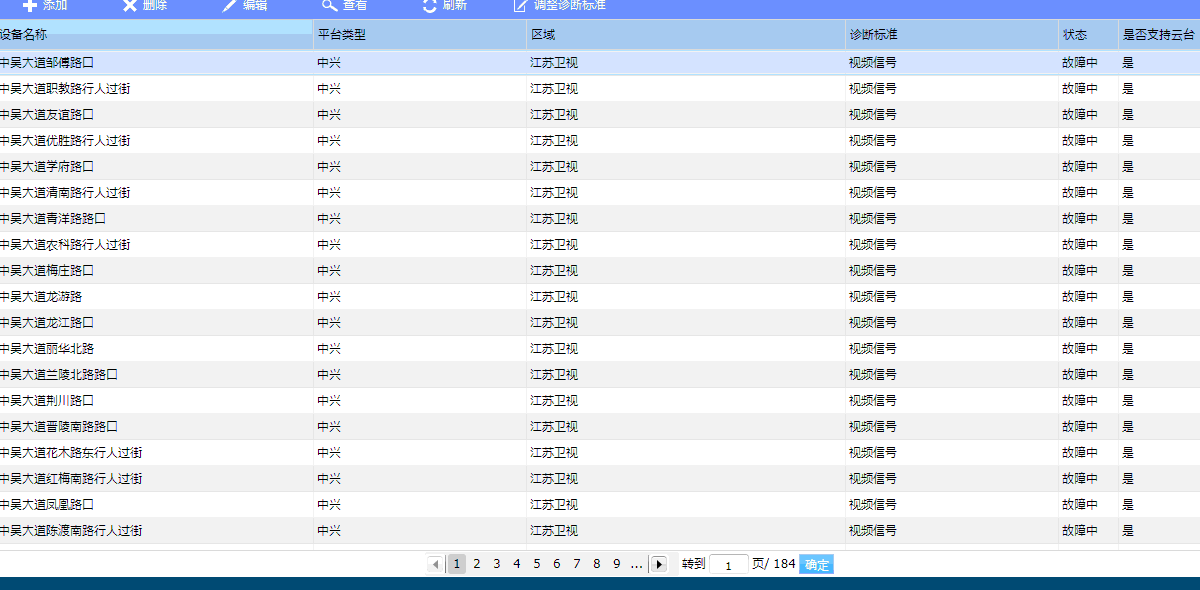 添加 删除 编辑 查看 刷新 调整诊断标准
设备名称 平台类型 区域 诊断标准 状态 是否支持云台
中吴大道邹傅路口 中兴 江苏卫视 视频信号 故障中 是
中吴大道职教路行人过街 中兴 江苏卫视 视频信号 故障中 是
中吴大道友谊路口 中兴 江苏卫视 视频信号 故障中 是
中吴大道优胜路行人过街 中兴 江苏卫视 视频信号 故障中 是
中吴大道学府路口 中兴 江苏卫视 视频信号 故障中 是
中吴大道清南路行人过街 中兴 江苏卫视 视频信号 故障中 是
中吴大道青洋路路口 中兴 江苏卫视 视频信号 故障中 是
中吴大道农科路行人过街 中兴 江苏卫视 视频信号 故障中 是
中吴大道梅庄路口 中兴 江苏卫视 视频信号 故障中 是
中吴大道龙游路 中兴 江苏卫视 视频信号 故障中 是
中吴大道龙江路口 中兴 江苏卫视 视频信号 故障中 是
中吴大道丽华北路 中兴 江苏卫视 视频信号 故障中 是
中吴大道兰陵北路路口 中兴 江苏卫视 视频信号 故障中 是
中吴大道荆川路口 中兴 江苏卫视 视频信号 故障中 是
中吴大道晋陵南路路口 中兴 江苏卫视 视频信号 故障中 是
中吴大道花木路东行人过街 中兴 江苏卫视 视频信号 故障中 是
中吴大道红梅南路行人过街 中兴 江苏卫视 视频信号 故障中 是
中吴大道凤凰路口 中兴 江苏卫视 视频信号 故障中 是
中吴大道陈渡南路行人过街 中兴 江苏卫视 视频信号 故障中 是
1 2 3 4 5 6 7 8 9 ... 转到 1 页/ 184 确定